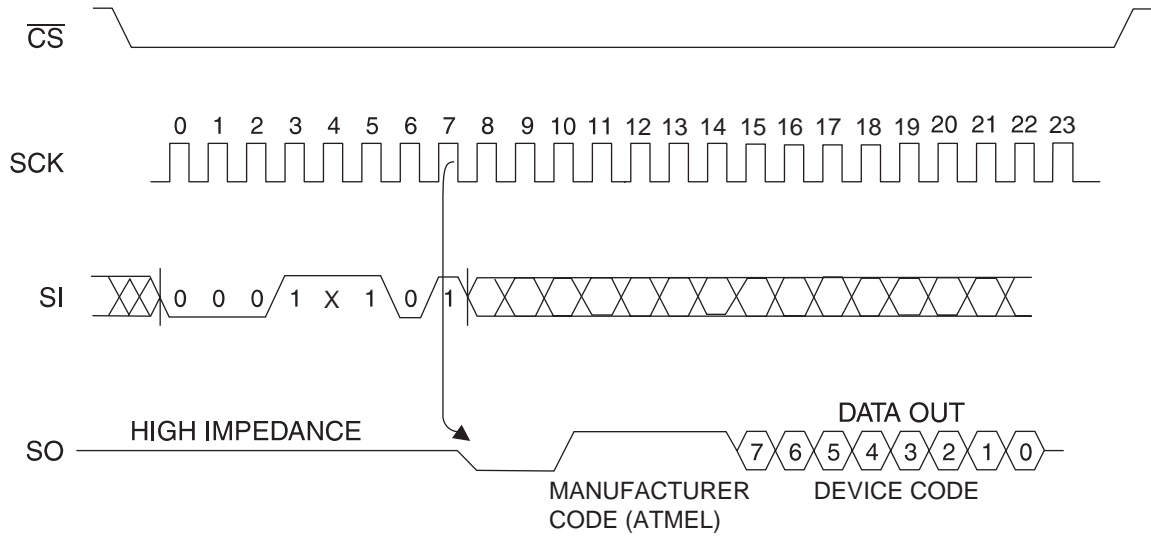 CS
0 1 2 3 4 5 6 7 8 9 10 11 12 13 14 15 16 17 18 19 20 21 22 23
SCK
SI
0 0 0 1 X 1 0 1
HIGH IMPEDANCE
DATA OUT
SO
7 6 5 4 3 2 1 0
MANUFACTURER
CODE (ATMEL)
DEVICE CODE